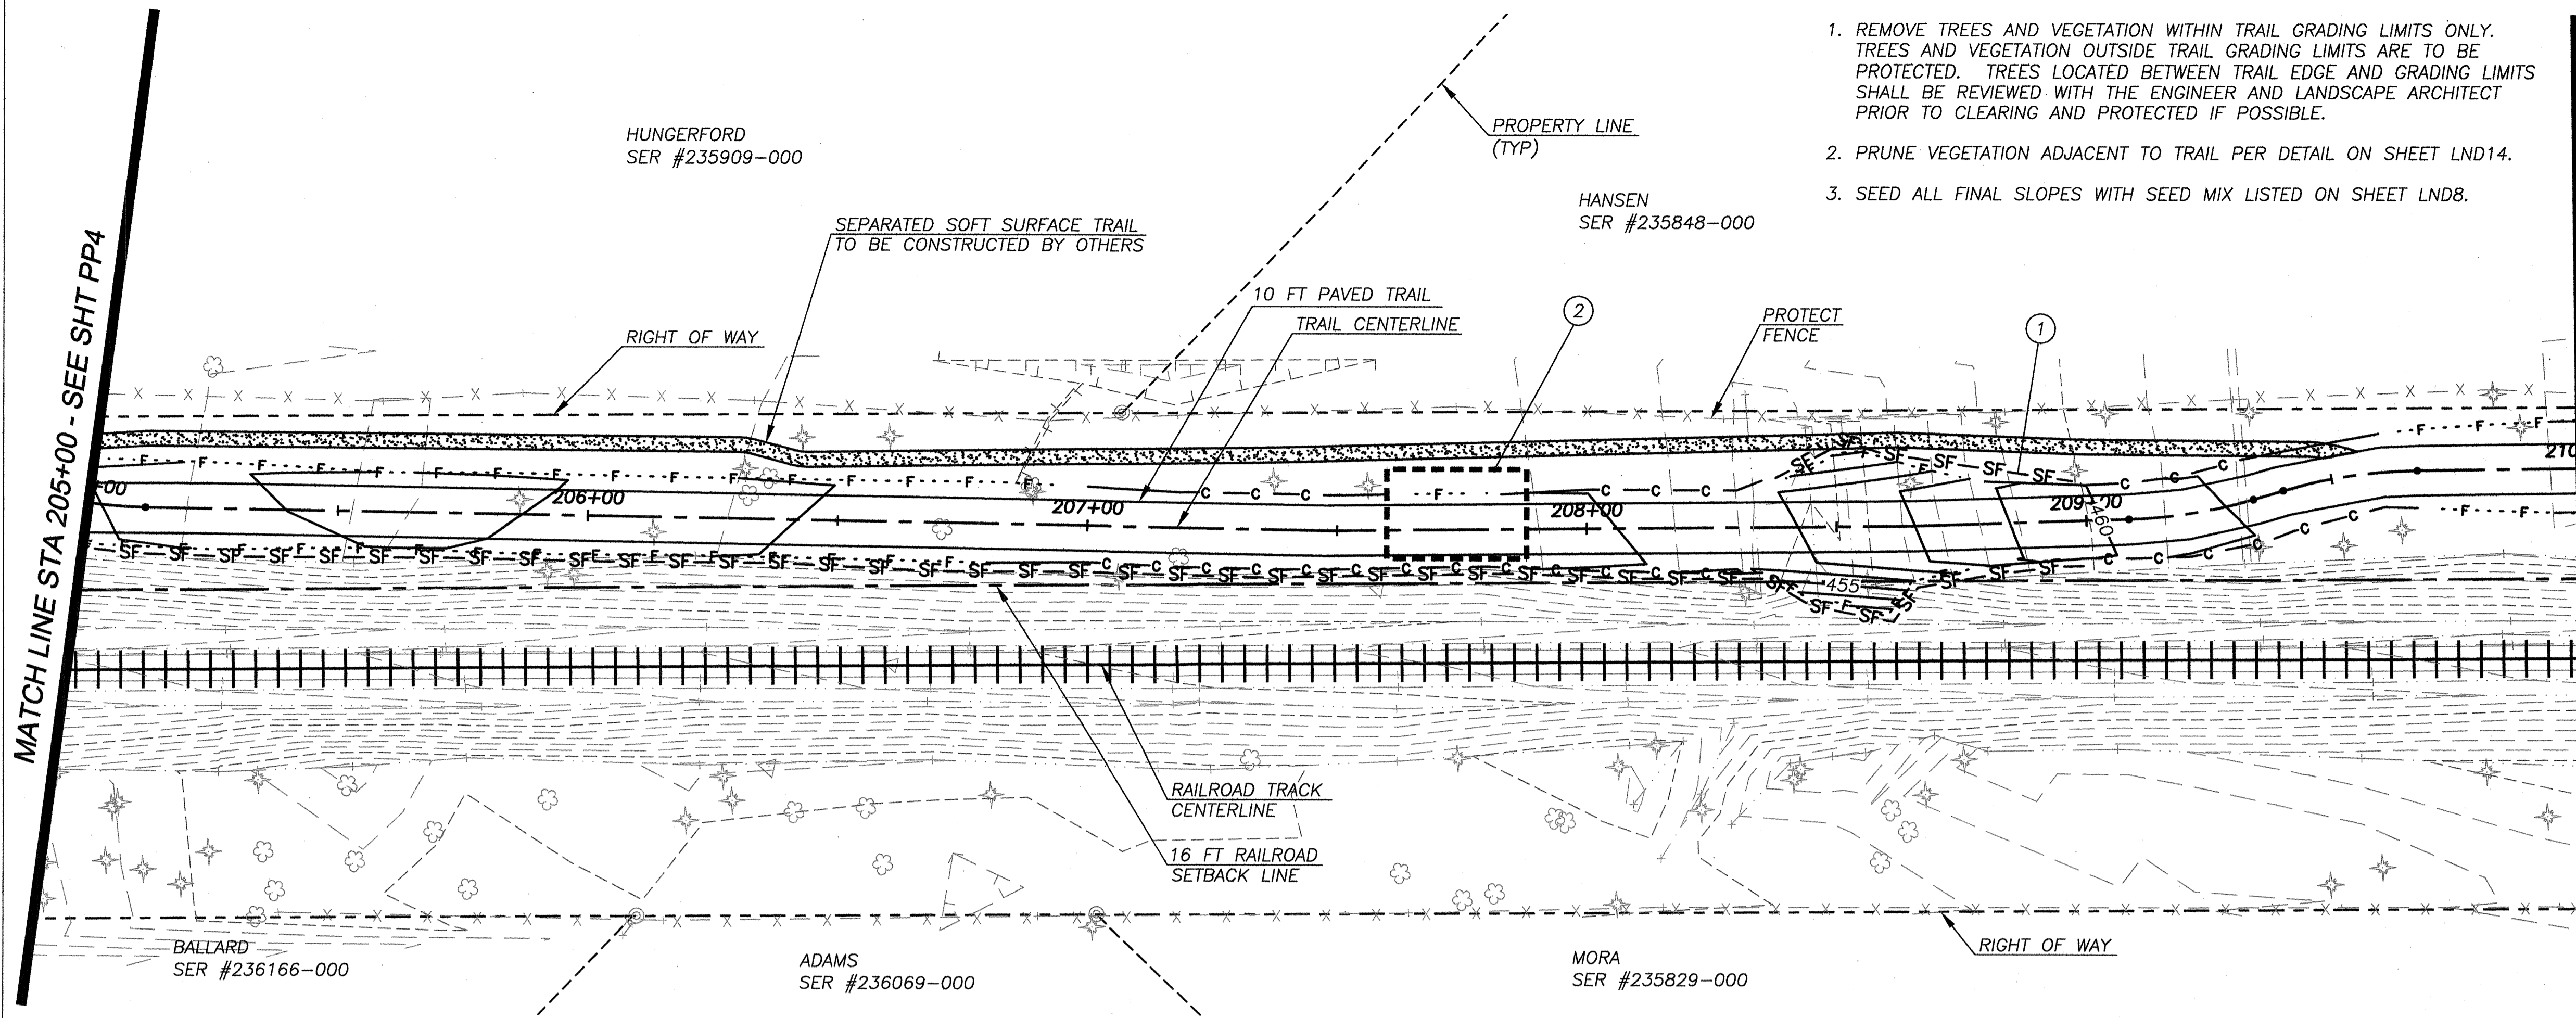 1. REMOVE TREES AND VEGETATION WITHIN TRAIL GRADING LIMITS ONLY.
TREES AND VEGETATION OUTSIDE TRAIL GRADING LIMITS ARE TO BE
PROTECTED. TREES LOCATED BETWEEN TRAIL EDGE AND GRADING LIMITS
SHALL BE REVIEWED WITH THE ENGINEER AND LANDSCAPE ARCHITECT
PRIOR TO CLEARING AND PROTECTED IF POSSIBLE.
2. PRUNE VEGETATION ADJACENT TO TRAIL PER DETAIL ON SHEET LND14.
3. SEED ALL FINAL SLOPES WITH SEED MIX LISTED ON SHEET LND8.
MATCH LINE STA 205+00 - SEE SHT PP4
HUNGERFORD
SER #235909-000
PROPERTY LINE
(TYP)
HANSEN
SER #235848-000
SEPARATED SOFT SURFACE TRAIL
TO BE CONSTRUCTED BY OTHERS
10 FT PAVED TRAIL
TRAIL CENTERLINE
RIGHT OF WAY
2
PROTECT
FENCE
1
+00
206+00
207+00
208+00
209+00
210
460
455
RAILROAD TRACK
CENTERLINE
16 FT RAILROAD
SETBACK LINE
BALLARD
SER #236166-000
ADAMS
SER #236069-000
MORA
SER #235829-000
RIGHT OF WAY